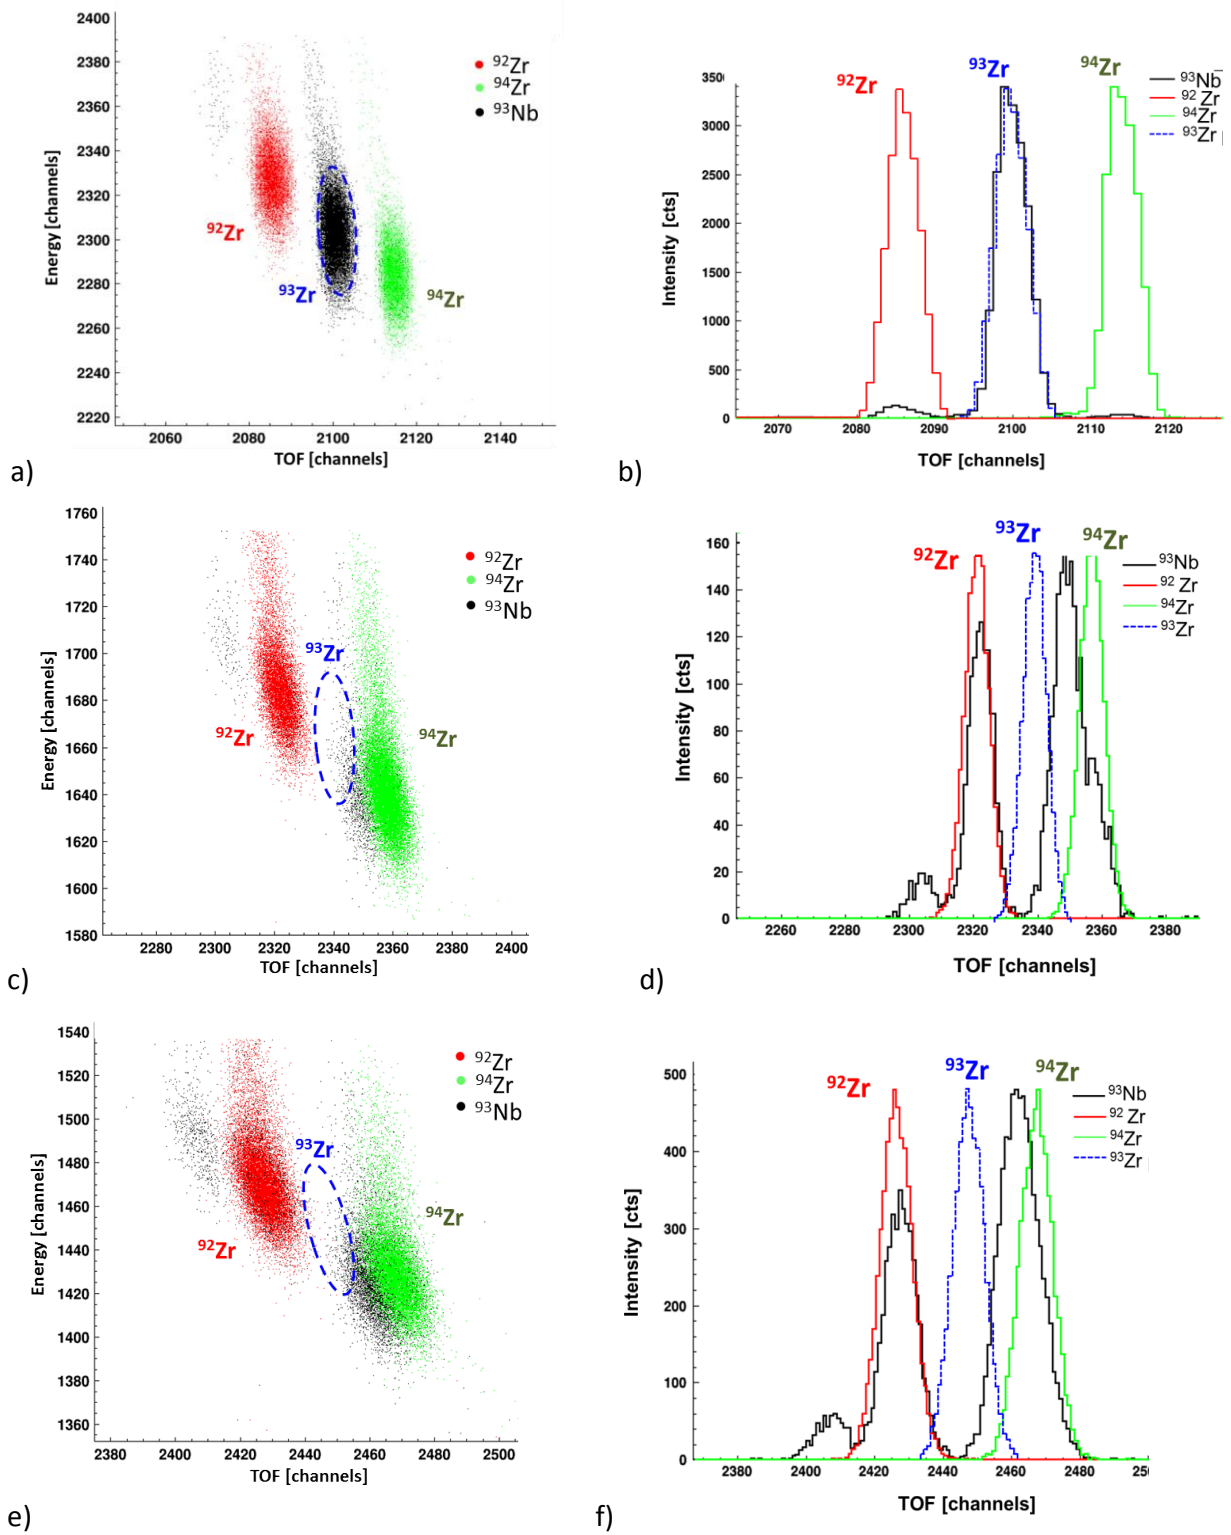 2400
2380
2360
2340
2320
2300
2280
2260
2240
2220
Energy [channels]
2060 2080 2100 2120 2140
TOF [channels]
⁹²Zr
⁹⁴Zr
⁹³Nb
⁹²Zr
⁹³Zr
⁹⁴Zr
a)
⁹²Zr
⁹³Zr
⁹⁴Zr
⁹³Nb
⁹² Zr
⁹⁴Zr
⁹³Zr
3500
3000
2500
2000
1500
1000
500
0
Intensity [cts]
2070 2080 2090 2100 2110 2120
TOF [channels]
b)
1760
1740
1720
1700
1680
1660
1640
1620
1600
1580
Energy [channels]
2280 2300 2320 2340 2360 2380 2400
TOF [channels]
⁹²Zr
⁹⁴Zr
⁹³Nb
⁹³Zr
⁹²Zr
⁹⁴Zr
c)
⁹²Zr
⁹³Zr
⁹⁴Zr
⁹³Nb
⁹² Zr
⁹⁴Zr
⁹³Zr
160
140
120
100
80
60
40
20
0
Intensity [cts]
2260 2280 2300 2320 2340 2360 2380
TOF [channels]
d)
1540
1520
1500
1480
1460
1440
1420
1400
1380
1360
Energy [channels]
2380 2400 2420 2440 2460 2480 2500
TOF [channels]
⁹²Zr
⁹⁴Zr
⁹³Nb
⁹³Zr
⁹⁴Zr
⁹²Zr
e)
⁹²Zr
⁹³Zr
⁹⁴Zr
⁹³Nb
⁹² Zr
⁹⁴Zr
⁹³Zr
500
400
300
200
100
0
Intensity [cts]
2380 2400 2420 2440 2460 2480 250
TOF [channels]
f)